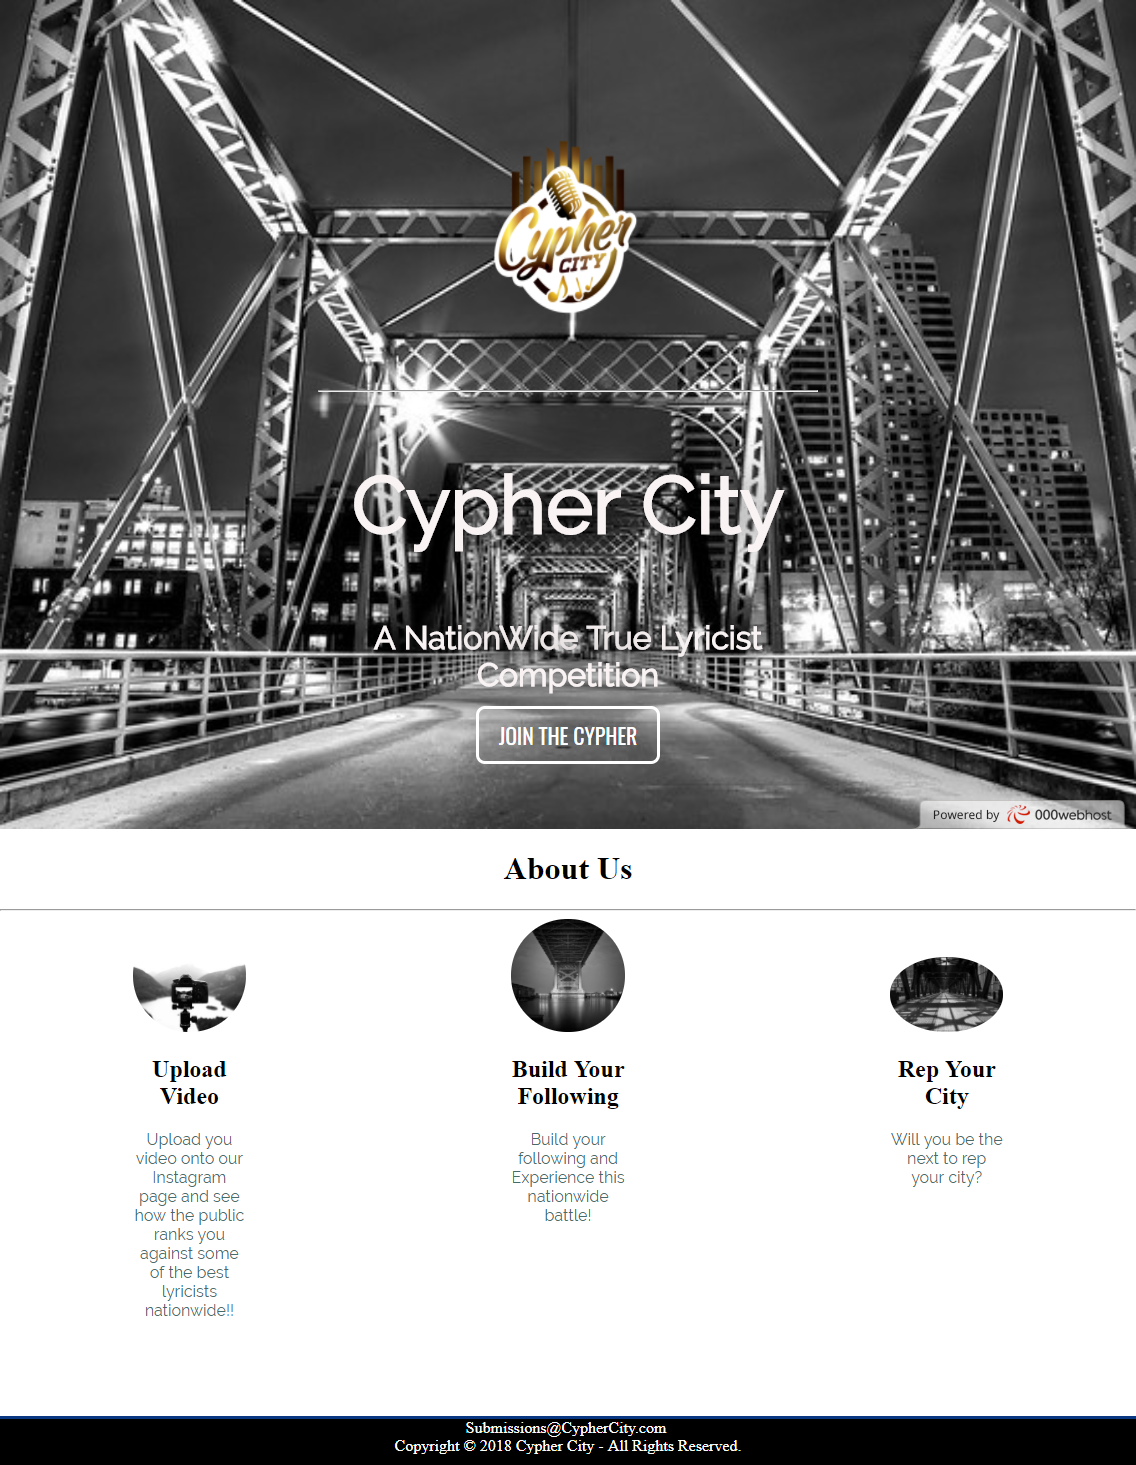 Cypher
CITY
Cypher City
A NationWide True Lyricist
Competition
JOIN THE CYPHER
Powered by 000webhost
About Us
Upload
Video
Upload you
video onto our
Instagram
page and see
how the public
ranks you
against some
of the best
lyricists
nationwide!!
Build Your
Following
Build your
following and
Experience this
nationwide
battle!
Rep Your
City
Will you be the
next to rep
your city?
Submissions@CypherCity.com
Copyright © 2018 Cypher City - All Rights Reserved.